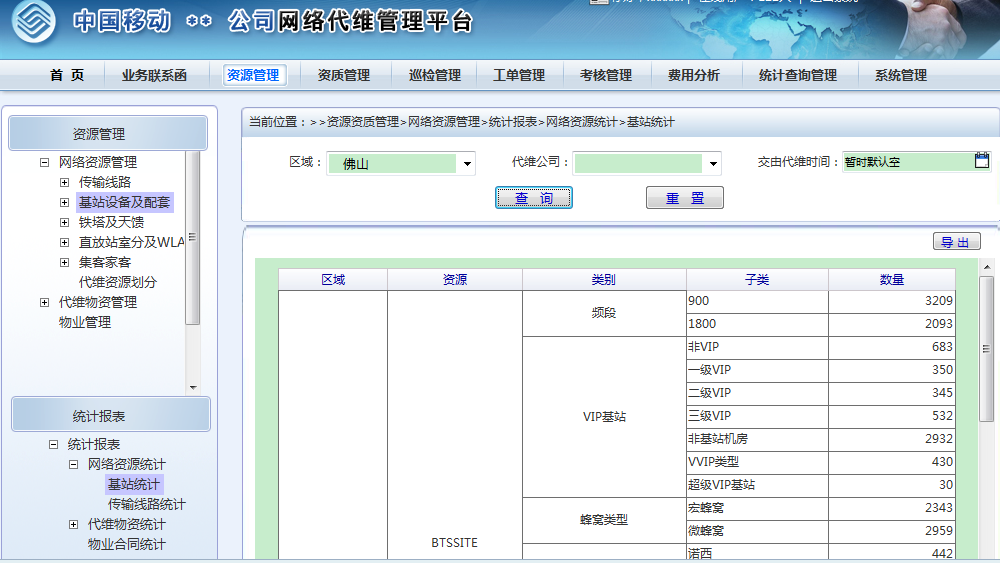 中国移动 ** 公司网络代维管理平台
首 页 业务联系函 资源管理 资质管理 巡检管理 工单管理 考核管理 费用分析 统计查询管理 系统管理
资源管理
网络资源管理
传输线路
基站设备及配套
铁塔及天馈
直放站室分及WLA
集客家客
代维资源划分
代维物资管理
物业管理
统计报表
统计报表
网络资源统计
基站统计
传输线路统计
代维物资统计
物业合同统计
当前位置：>>资源资质管理>网络资源管理>统计报表>网络资源统计>基站统计
区域： 佛山 代维公司： 交由代维时间： 暂时默认空
查 询 重 置
导 出
区域 资源 类别 子类 数量
频段 900 3209
1800 2093
VIP基站 非VIP 683
一级VIP 350
二级VIP 345
三级VIP 532
非基站机房 2932
VVIP类型 430
超级VIP基站 30
蜂窝类型 宏蜂窝 2343
微蜂窝 2959
BTSSITE
诺西 442